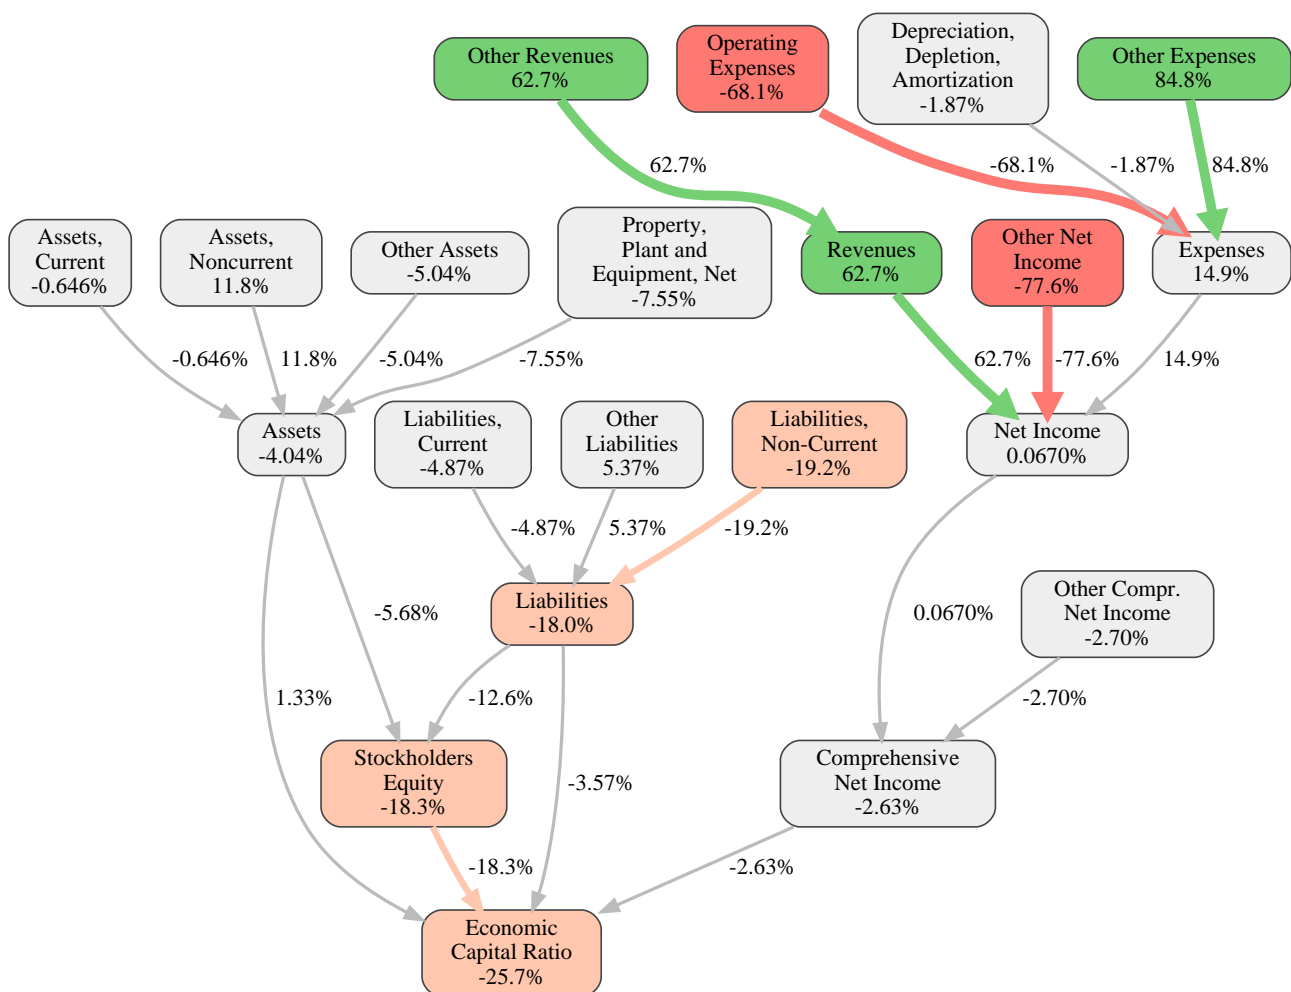 Other Revenues
62.7%
Operating
Expenses
-68.1%
Depreciation,
Depletion,
Amortization
-1.87%
Other Expenses
84.8%
62.7%
-68.1%
-1.87%
84.8%
Assets,
Current
-0.646%
Assets,
Noncurrent
11.8%
Other Assets
-5.04%
Property,
Plant and
Equipment, Net
-7.55%
Revenues
62.7%
Other Net
Income
-77.6%
Expenses
14.9%
-0.646%
11.8%
-5.04%
-7.55%
62.7%
-77.6%
14.9%
Assets
-4.04%
Liabilities,
Current
-4.87%
Other
Liabilities
5.37%
Liabilities,
Non-Current
-19.2%
Net Income
0.0670%
-4.87%
5.37%
-19.2%
Liabilities
-18.0%
-5.68%
0.0670%
Other Compr.
Net Income
-2.70%
1.33%
-12.6%
-2.70%
Stockholders
Equity
-18.3%
-3.57%
Comprehensive
Net Income
-2.63%
-18.3%
-2.63%
Economic
Capital Ratio
-25.7%